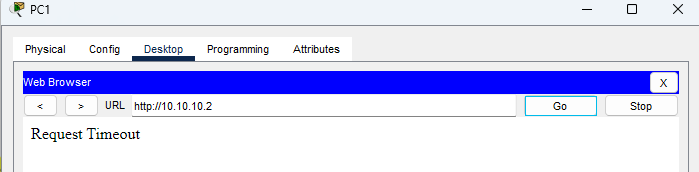 PC1
Physical Config Desktop Programming Attributes
Web Browser X
< > URL http://10.10.10.2 Go Stop
Request Timeout